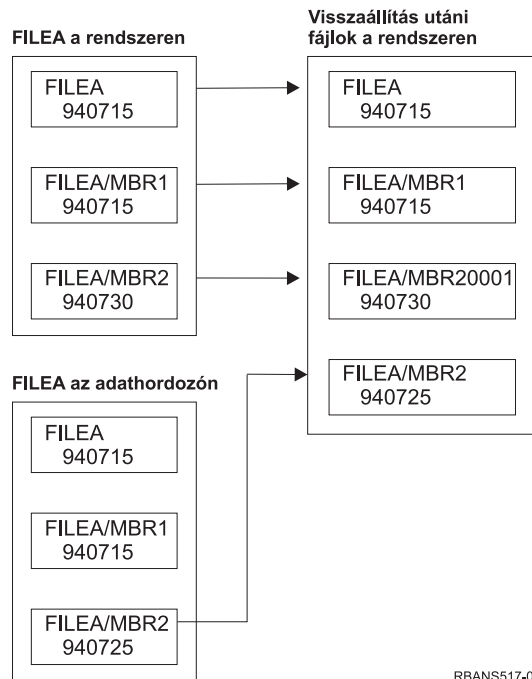 FILEA a rendszeren
FILEA
940715
FILEA/MBR1
940715
FILEA/MBR2
940730
FILEA az adathordozón
FILEA
940715
FILEA/MBR1
940715
FILEA/MBR2
940725
Visszaállítás utáni
fájlok a rendszeren
FILEA
940715
FILEA/MBR1
940715
FILEA/MBR20001
940730
FILEA/MBR2
940725